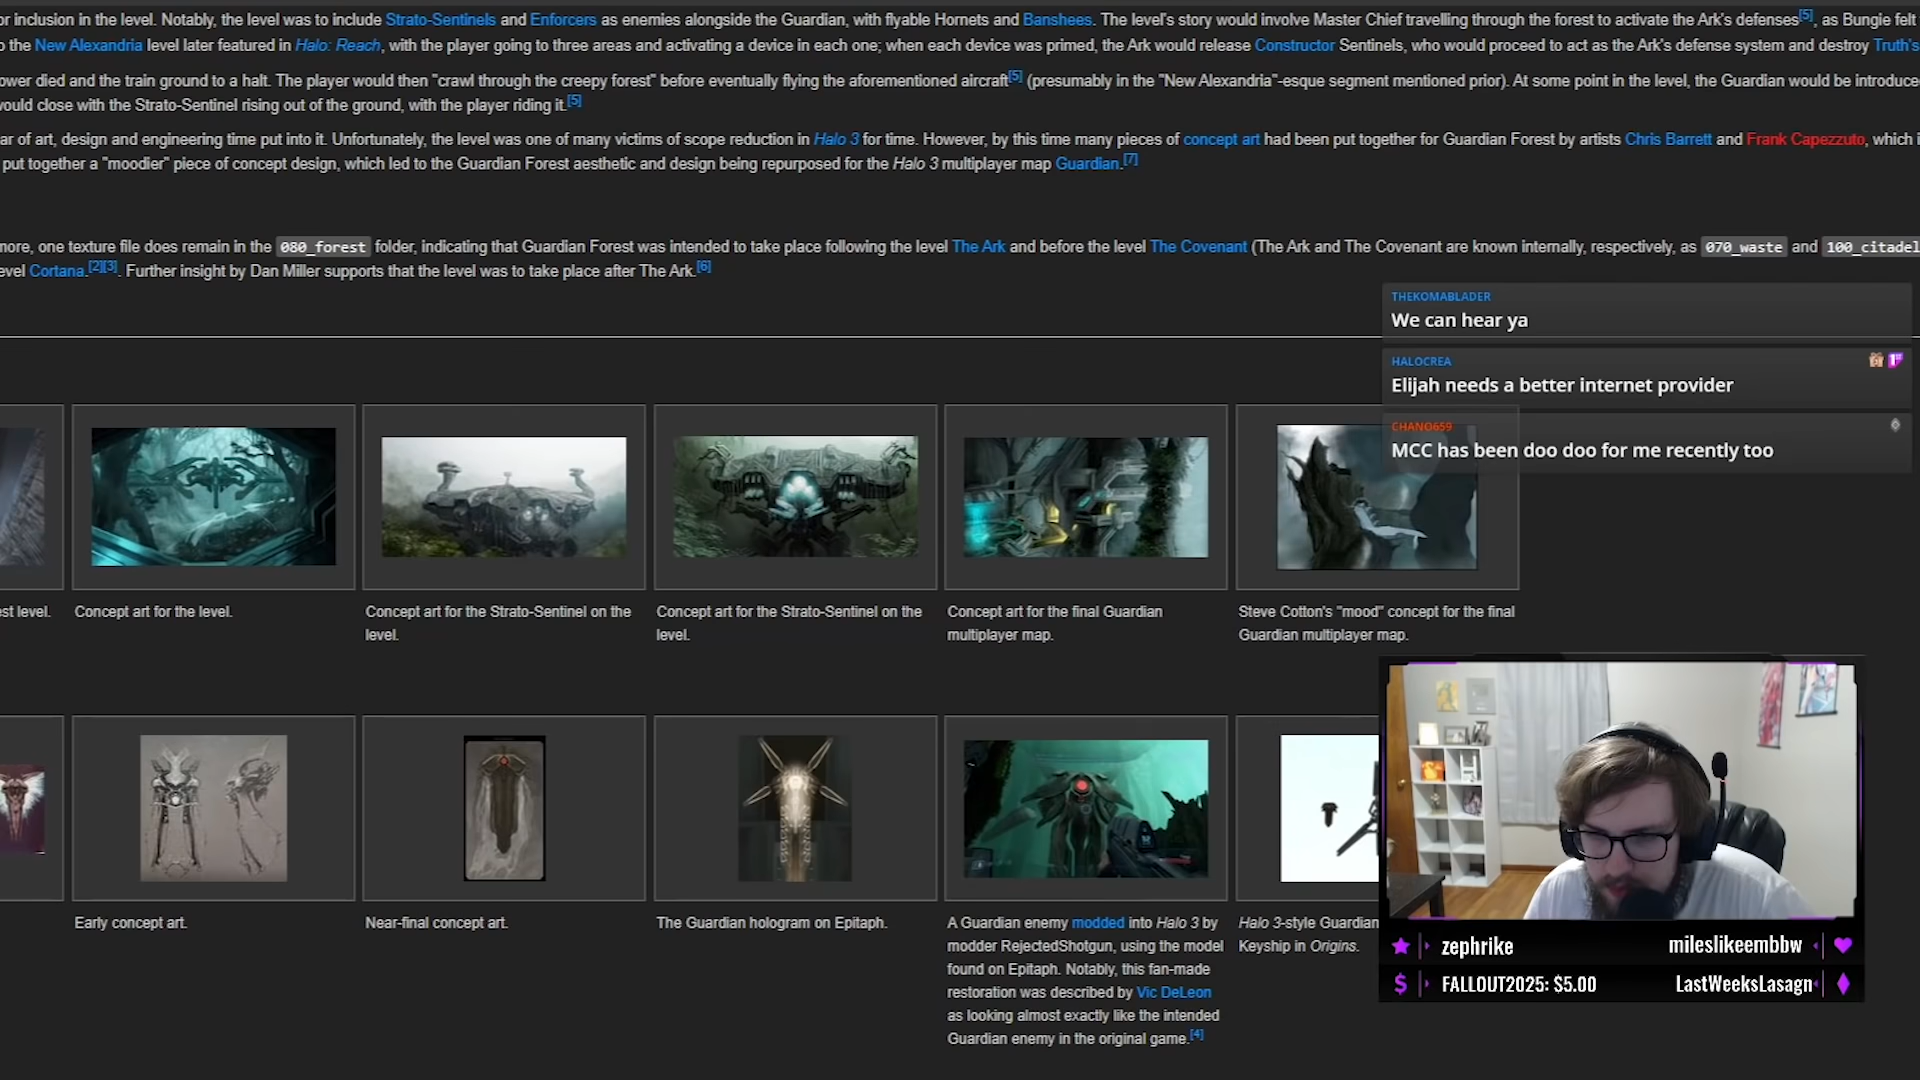 or inclusion in the level. Notably, the level was to include Strato-Sentinels and Enforcers as enemies alongside the Guardian, with flyable Hornets and Banshees. The level's story would involve Master Chief travelling through the forest to activate the Ark's defenses[5], as Bungie felt
o the New Alexandria level later featured in Halo: Reach, with the player going to three areas and activating a device in each one; when each device was primed, the Ark would release Constructor Sentinels, who would proceed to act as the Ark's defense system and destroy Truth's
ower died and the train ground to a halt. The player would then "crawl through the creepy forest" before eventually flying the aforementioned aircraft[5] (presumably in the "New Alexandria"-esque segment mentioned prior). At some point in the level, the Guardian would be introduce
ould close with the Strato-Sentinel rising out of the ground, with the player riding it.[5]
ar of art, design and engineering time put into it. Unfortunately, the level was one of many victims of scope reduction in Halo 3 for time. However, by this time many pieces of concept art had been put together for Guardian Forest by artists Chris Barrett and Frank Capezzuto, which i
put together a "moodier" piece of concept design, which led to the Guardian Forest aesthetic and design being repurposed for the Halo 3 multiplayer map Guardian.[7]
more, one texture file does remain in the 080_forest folder, indicating that Guardian Forest was intended to take place following the level The Ark and before the level The Covenant (The Ark and The Covenant are known internally, respectively, as 070_waste and 100_citadel
evel Cortana.[2][3]. Further insight by Dan Miller supports that the level was to take place after The Ark.[6]
THEKOMABLADER
We can hear ya
HALOCREA
Elijah needs a better internet provider
CHANO659
MCC has been doo doo for me recently too
est level.
Concept art for the level.
Concept art for the Strato-Sentinel on the
level.
Concept art for the Strato-Sentinel on the
level.
Concept art for the final Guardian
multiplayer map.
Steve Cotton's "mood" concept for the final
Guardian multiplayer map.
Early concept art.
Near-final concept art.
The Guardian hologram on Epitaph.
A Guardian enemy modded into Halo 3 by
modder RejectedShotgun, using the model
found on Epitaph. Notably, this fan-made
restoration was described by Vic DeLeon
as looking almost exactly like the intended
Guardian enemy in the original game.[4]
Halo 3-style Guardian
Keyship in Origins.
zephrike
mileslikeembbw
FALLOUT2025: $5.00
LastWeeksLasagn